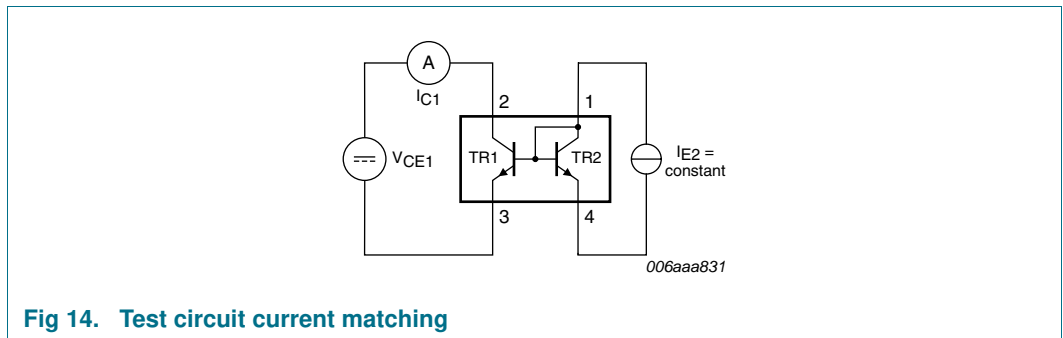 A
IC1
2
1
VCE1
TR1
TR2
IE2 =
constant
3
4
006aaa831
Fig 14. Test circuit current matching